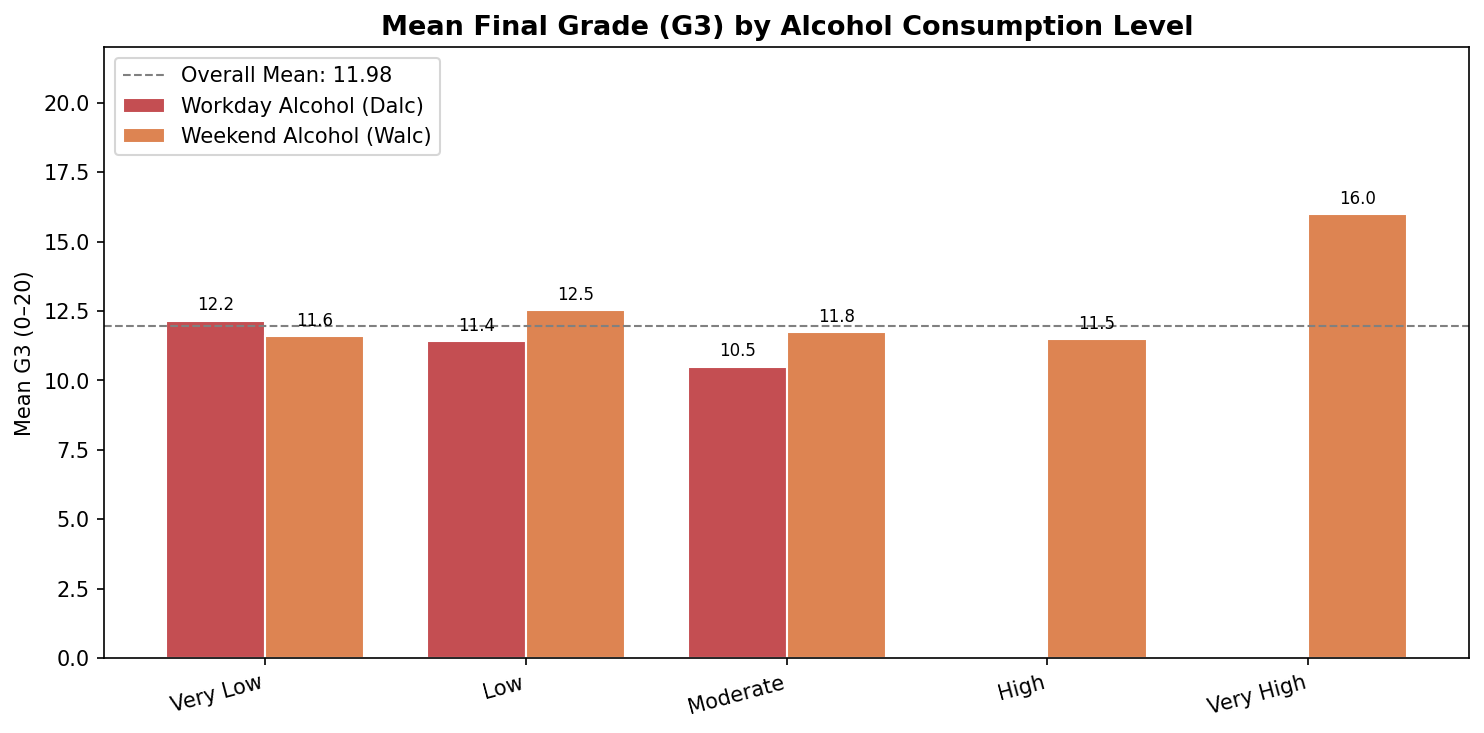 Mean Final Grade (G3) by Alcohol Consumption Level
Overall Mean: 11.98
Workday Alcohol (Dalc)
Weekend Alcohol (Walc)
Mean G3 (0–20)
20.0
17.5
15.0
12.5
10.0
7.5
5.0
2.5
0.0
12.2
11.6
11.4
12.5
10.5
11.8
11.5
16.0
Very Low
Low
Moderate
High
Very High